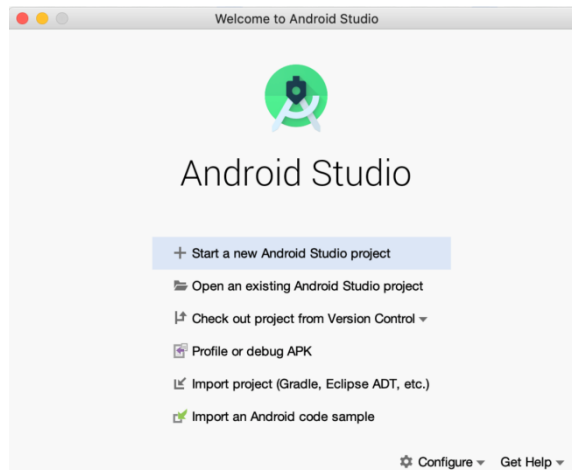 Welcome to Android Studio
Android Studio
Start a new Android Studio project
Open an existing Android Studio project
Check out project from Version Control
Profile or debug APK
Import project (Gradle, Eclipse ADT, etc.)
Import an Android code sample
Configure Get Help